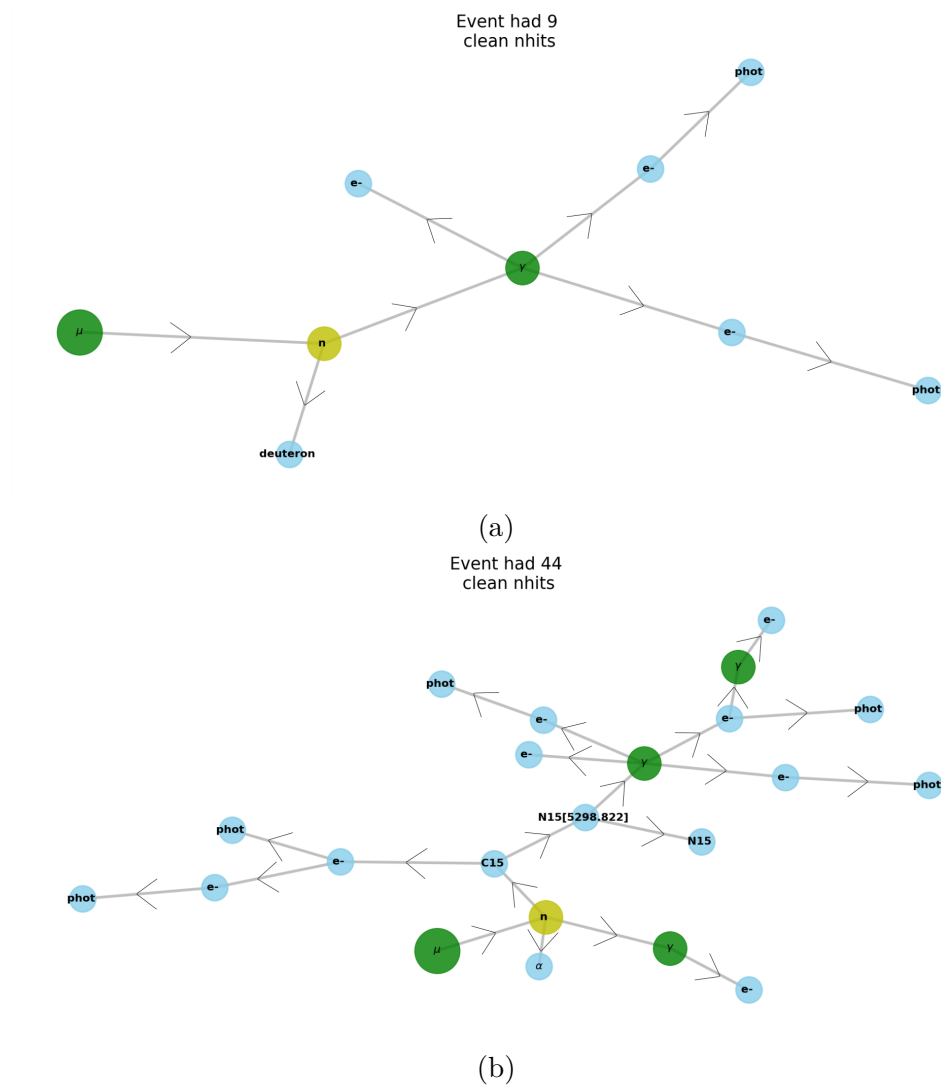 Event had 9
clean nhits
phot
e-
e-
γ
μ
n
e-
phot
deuteron
(a)
Event had 44
clean nhits
e-
γ
phot
phot
e-
e-
e-
γ
e-
phot
N15[5298.822]
phot
N15
e-
C15
e-
phot
n
μ
γ
α
e-
(b)